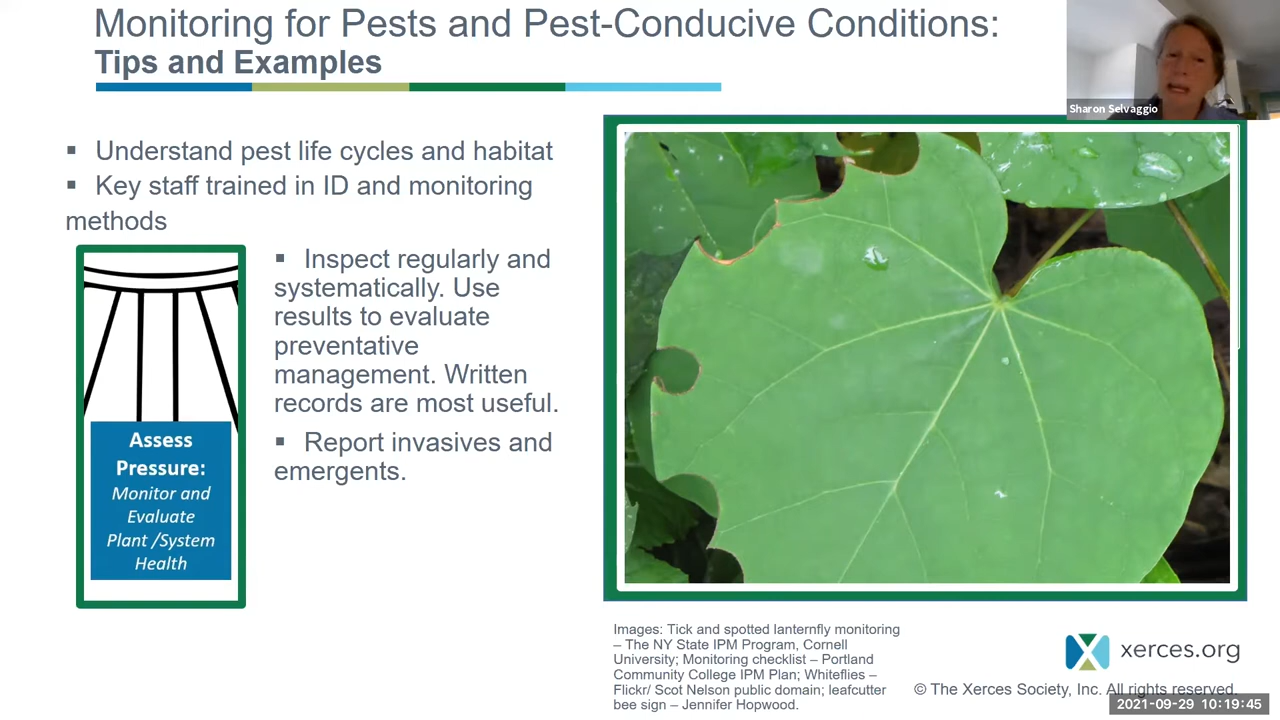 Monitoring for Pests and Pest-Conducive Conditions:
Tips and Examples
Sharon Selvaggio
▪ Understand pest life cycles and habitat
▪ Key staff trained in ID and monitoring
methods
▪ Inspect regularly and
systematically. Use
results to evaluate
preventative
management. Written
records are most useful.
▪ Report invasives and
emergents.
Assess
Pressure:
Monitor and
Evaluate
Plant /System
Health
Images: Tick and spotted lanternfly monitoring
– The NY State IPM Program, Cornell
University; Monitoring checklist – Portland
Community College IPM Plan; Whiteflies –
Flickr/ Scot Nelson public domain; leafcutter
bee sign – Jennifer Hopwood.
xerces.org
© The Xerces Society, Inc. All rights reserved.
2021-09-29 10:19:45